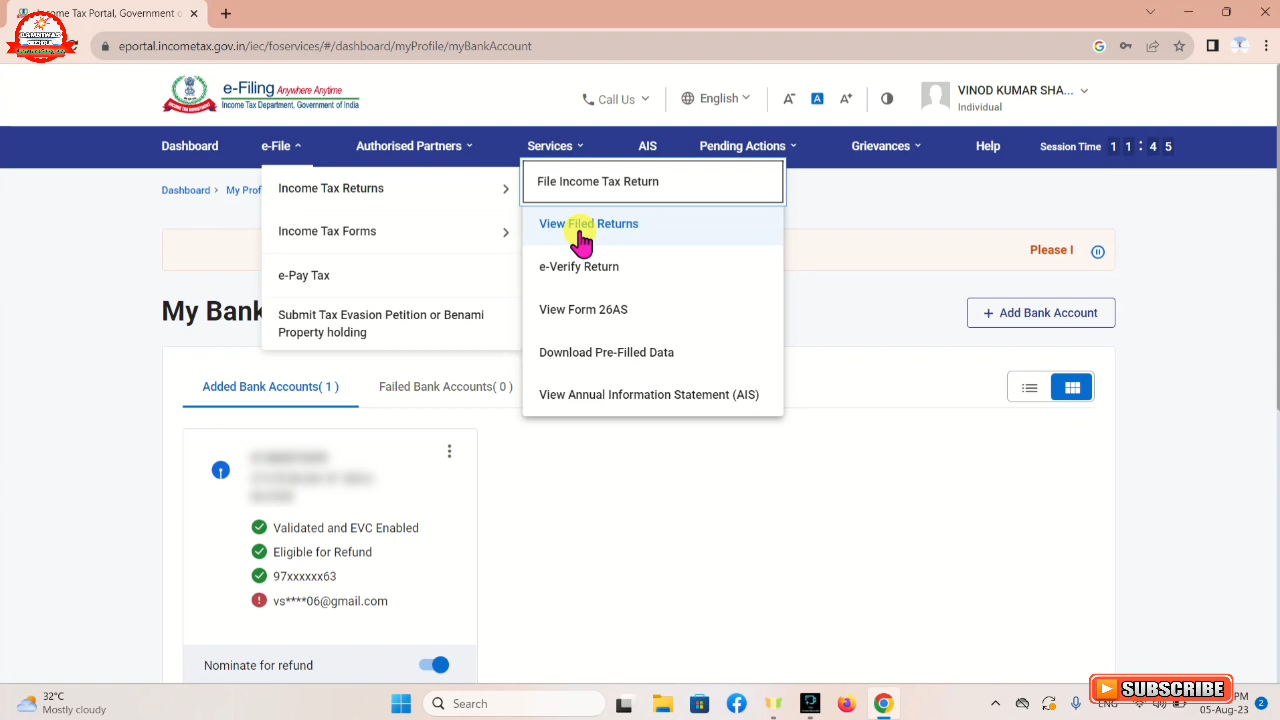 Income Tax Portal, Government o
eportal.incometax.gov.in/iec/foservices/#/dashboard/myProfile/myBankAccount
e-Filing Anywhere Anytime
Income Tax Department, Government of India
Call Us
English
A-
A
A+
VINOD KUMAR SHA...
Individual
Dashboard
e-File
Authorised Partners
Services
AIS
Pending Actions
Grievances
Help
Session Time 1 1 : 4 5
Dashboard > My Prof
Income Tax Returns
Income Tax Forms
e-Pay Tax
Submit Tax Evasion Petition or Benami
Property holding
File Income Tax Return
View Filed Returns
e-Verify Return
View Form 26AS
Download Pre-Filled Data
View Annual Information Statement (AIS)
Please
My Bank
+ Add Bank Account
Added Bank Accounts( 1 )
Failed Bank Accounts( 0 )
Validated and EVC Enabled
Eligible for Refund
97xxxxxx63
vs****06@gmail.com
Nominate for refund
32°C
Mostly cloudy
Search
ENG
PM
05-Aug-23
2
SUBSCRIBE